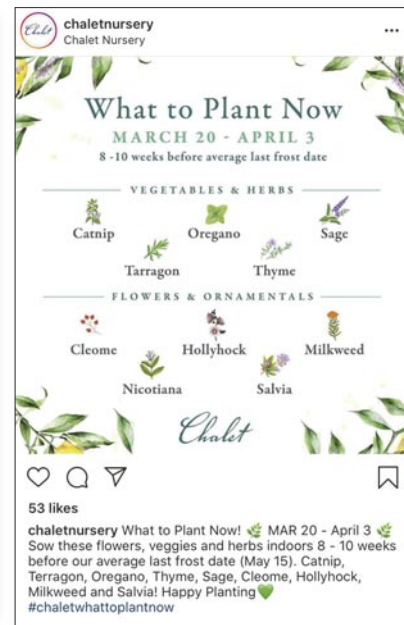 Chalet
chaletnursery
Chalet Nursery
What to Plant Now
MARCH 20 - APRIL 3
8 -10 weeks before average last frost date
VEGETABLES & HERBS
Catnip
Oregano
Sage
Tarragon
Thyme
FLOWERS & ORNAMENTALS
Cleome
Hollyhock
Milkweed
Nicotiana
Salvia
Chalet
53 likes
chaletnursery What to Plant Now! 🌿 MAR 20 - April 3 🌿
Sow these flowers, veggies and herbs indoors 8 - 10 weeks
before our average last frost date (May 15). Catnip,
Terragon, Oregano, Thyme, Sage, Cleome, Hollyhock,
Milkweed and Salvia! Happy Planting💚
#chaletwhattoplantnow